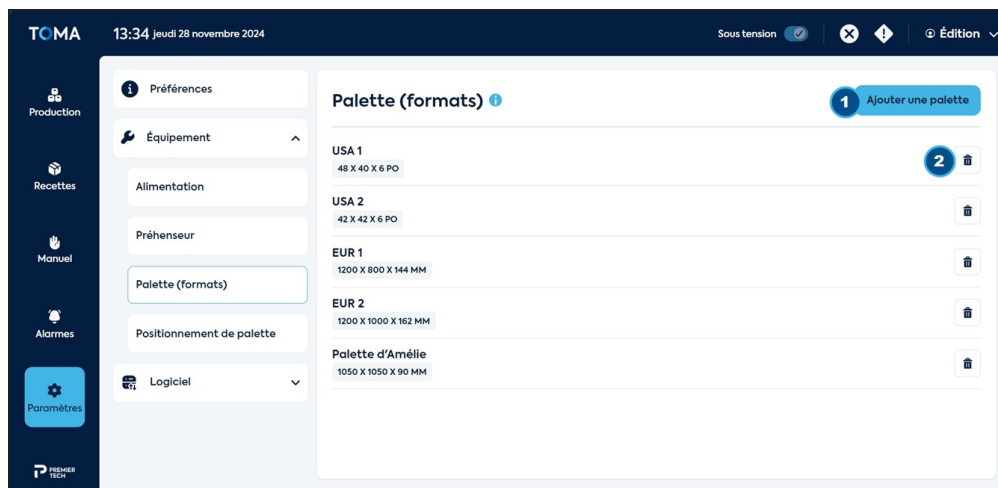 TOMA
13:34 jeudi 28 novembre 2024
Sous tension
Édition
Production
Recettes
Manuel
Alarmes
Paramètres
PREMIER
TECH
Préférences
Équipement
Alimentation
Préhenseur
Palette (formats)
Positionnement de palette
Logiciel
Palette (formats)
1
Ajouter une palette
USA 1
48 X 40 X 6 PO
2
USA 2
42 X 42 X 6 PO
EUR 1
1200 X 800 X 144 MM
EUR 2
1200 X 1000 X 162 MM
Palette d'Amélie
1050 X 1050 X 90 MM